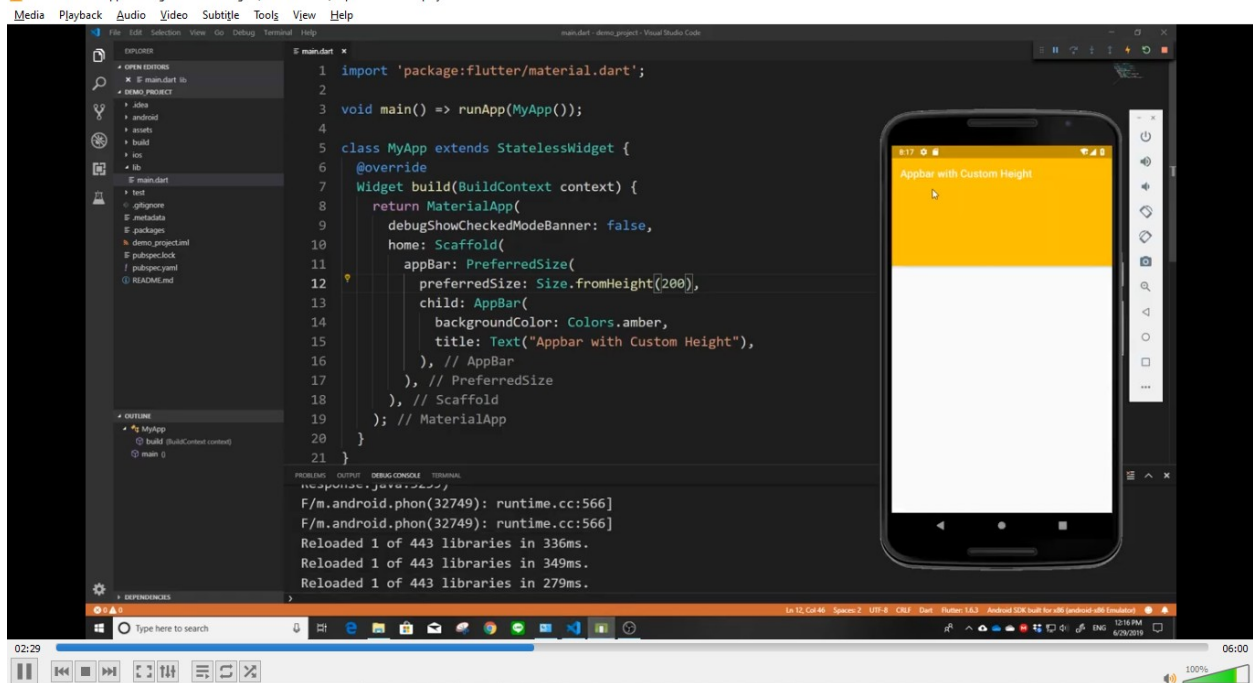 Media Playback Audio Video Subtitle Tools View Help
File Edit Selection View Go Debug Terminal Help
main.dart - demo_project - Visual Studio Code
EXPLORER
OPEN EDITORS
main.dart lib
DEMO_PROJECT
.idea
android
assets
build
ios
lib
main.dart
test
.gitignore
.metadata
.packages
demo_project.iml
pubspec.lock
pubspec.yaml
README.md
OUTLINE
MyApp
build (BuildContext context)
main ()
DEPENDENCIES
main.dart
1 import 'package:flutter/material.dart';
2
3 void main() => runApp(MyApp());
4
5 class MyApp extends StatelessWidget {
6 @override
7 Widget build(BuildContext context) {
8 return MaterialApp(
9 debugShowCheckedModeBanner: false,
10 home: Scaffold(
11 appBar: PreferredSize(
12 preferredSize: Size.fromHeight(200),
13 child: AppBar(
14 backgroundColor: Colors.amber,
15 title: Text("Appbar with Custom Height"),
16 ), // AppBar
17 ), // PreferredSize
18 ), // Scaffold
19 ); // MaterialApp
20 }
21 }
PROBLEMS OUTPUT DEBUG CONSOLE TERMINAL
F/m.android.phon(32749): runtime.cc:566]
F/m.android.phon(32749): runtime.cc:566]
Reloaded 1 of 443 libraries in 336ms.
Reloaded 1 of 443 libraries in 349ms.
Reloaded 1 of 443 libraries in 279ms.
8:17
Appbar with Custom Height
0 0
Ln 12, Col 46 Spaces: 2 UTF-8 CRLF Dart Flutter: 1.6.3 Android SDK built for x86 (android-x86 Emulator)
Type here to search
ENG
12:16 PM
6/29/2019
02:29
06:00
100%